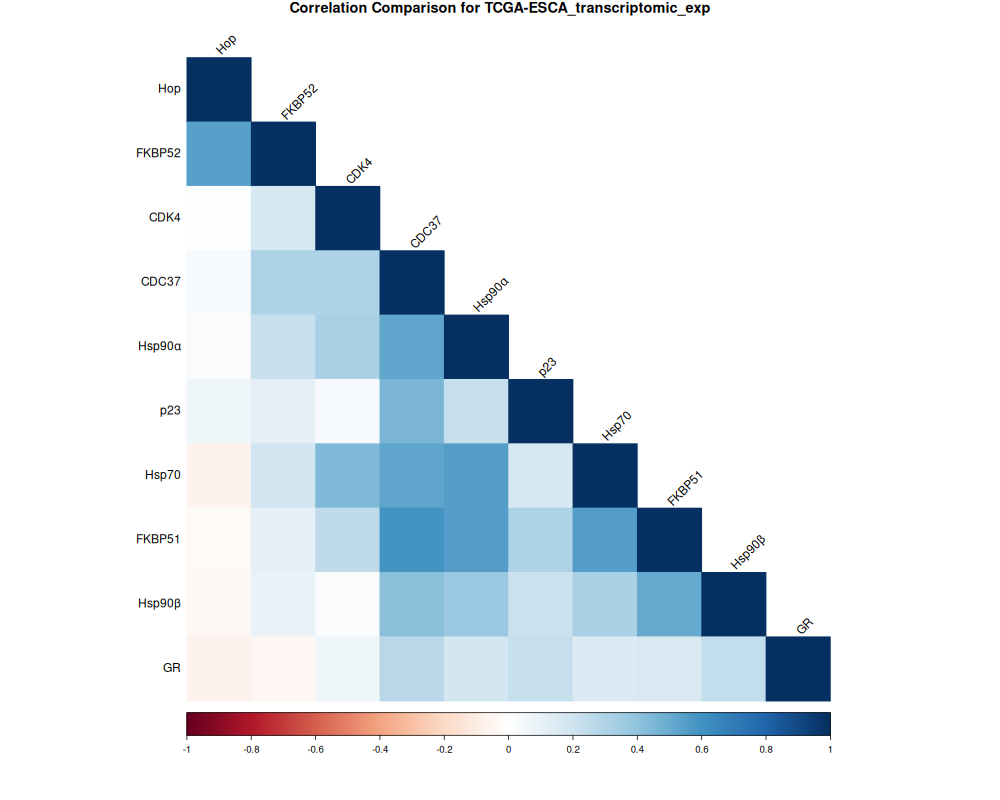 Correlation Comparison for TCGA-ESCA_transcriptomic_exp
Hop
Hop
FKBP52
FKBP52
CDK4
CDK4
CDC37
CDC37
Hsp90α
Hsp90α
p23
p23
Hsp70
Hsp70
FKBP51
FKBP51
Hsp90β
Hsp90β
GR
GR
-1 -0.8 -0.6 -0.4 -0.2 0 0.2 0.4 0.6 0.8 1